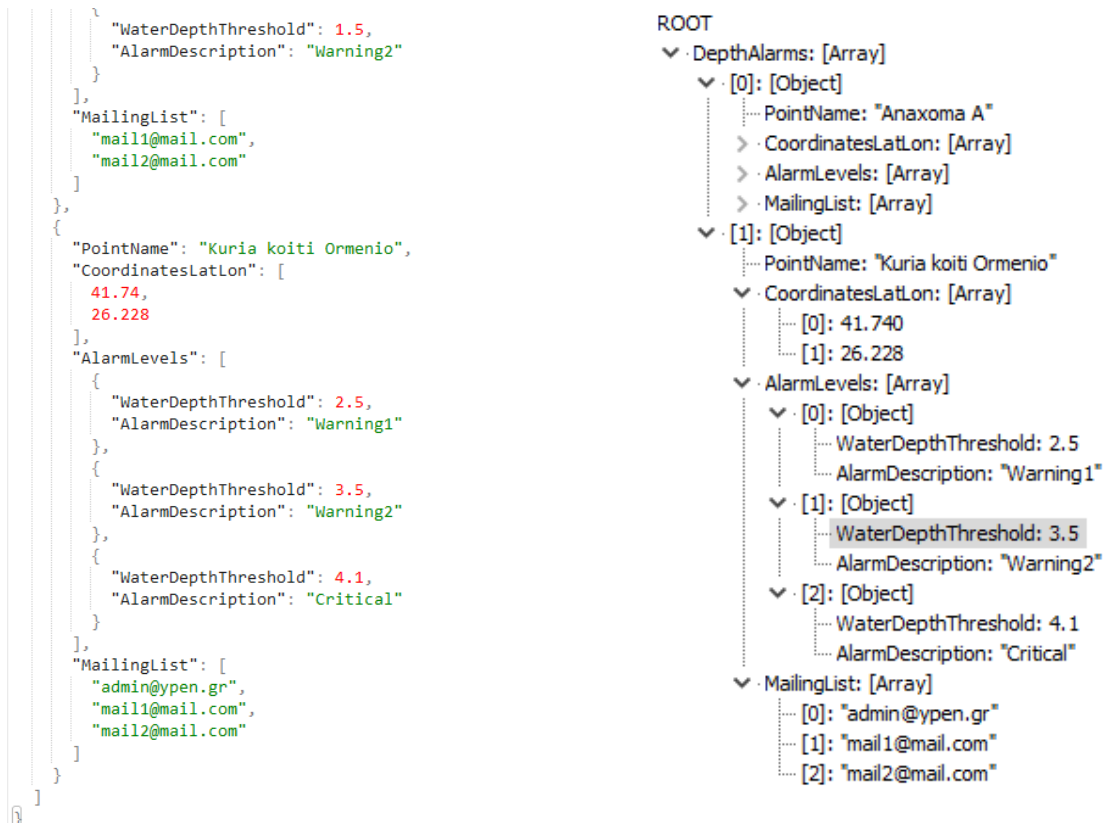 {
"WaterDepthThreshold": 1.5,
"AlarmDescription": "Warning2"
}
],
"MailingList": [
"mail1@mail.com",
"mail2@mail.com"
]
},
{
"PointName": "Kuria koiti Ormenio",
"CoordinatesLatLon": [
41.74,
26.228
],
"AlarmLevels": [
{
"WaterDepthThreshold": 2.5,
"AlarmDescription": "Warning1"
},
{
"WaterDepthThreshold": 3.5,
"AlarmDescription": "Warning2"
},
{
"WaterDepthThreshold": 4.1,
"AlarmDescription": "Critical"
}
],
"MailingList": [
"admin@ypen.gr",
"mail1@mail.com",
"mail2@mail.com"
]
}
]
}
ROOT
DepthAlarms: [Array]
[0]: [Object]
PointName: "Anaxoma A"
CoordinatesLatLon: [Array]
AlarmLevels: [Array]
MailingList: [Array]
[1]: [Object]
PointName: "Kuria koiti Ormenio"
CoordinatesLatLon: [Array]
[0]: 41.740
[1]: 26.228
AlarmLevels: [Array]
[0]: [Object]
WaterDepthThreshold: 2.5
AlarmDescription: "Warning1"
[1]: [Object]
WaterDepthThreshold: 3.5
AlarmDescription: "Warning2"
[2]: [Object]
WaterDepthThreshold: 4.1
AlarmDescription: "Critical"
MailingList: [Array]
[0]: "admin@ypen.gr"
[1]: "mail1@mail.com"
[2]: "mail2@mail.com"